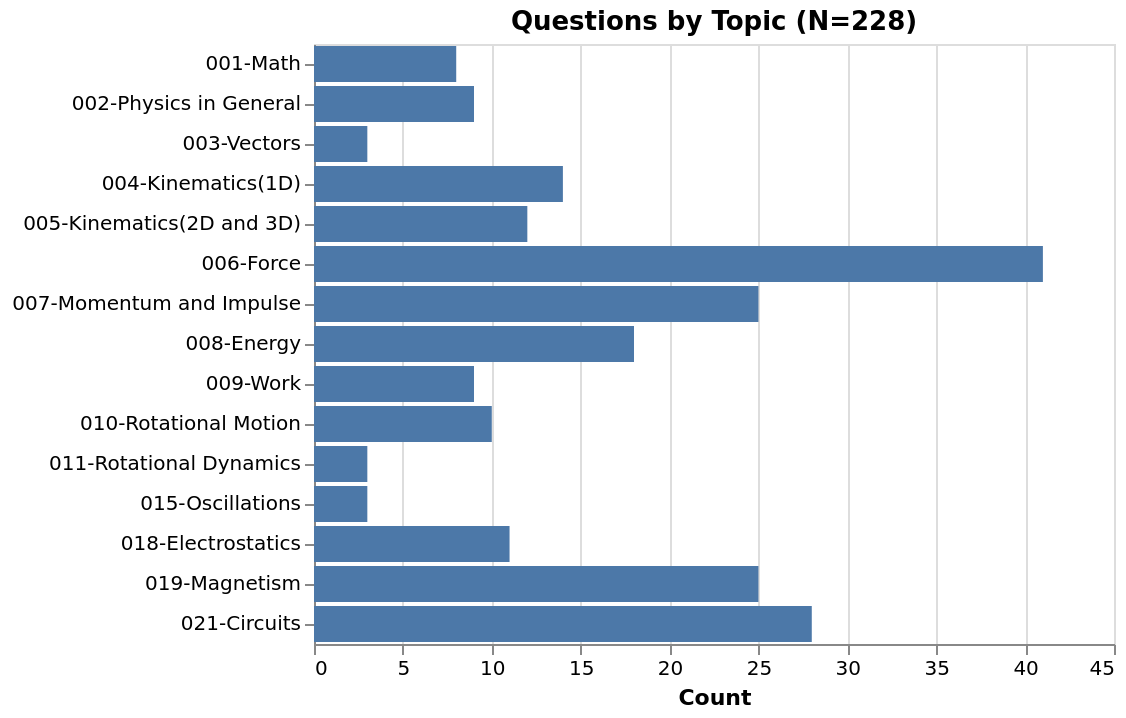 Questions by Topic (N=228)
001-Math
002-Physics in General
003-Vectors
004-Kinematics(1D)
005-Kinematics(2D and 3D)
006-Force
007-Momentum and Impulse
008-Energy
009-Work
010-Rotational Motion
011-Rotational Dynamics
015-Oscillations
018-Electrostatics
019-Magnetism
021-Circuits
0 5 10 15 20 25 30 35 40 45
Count